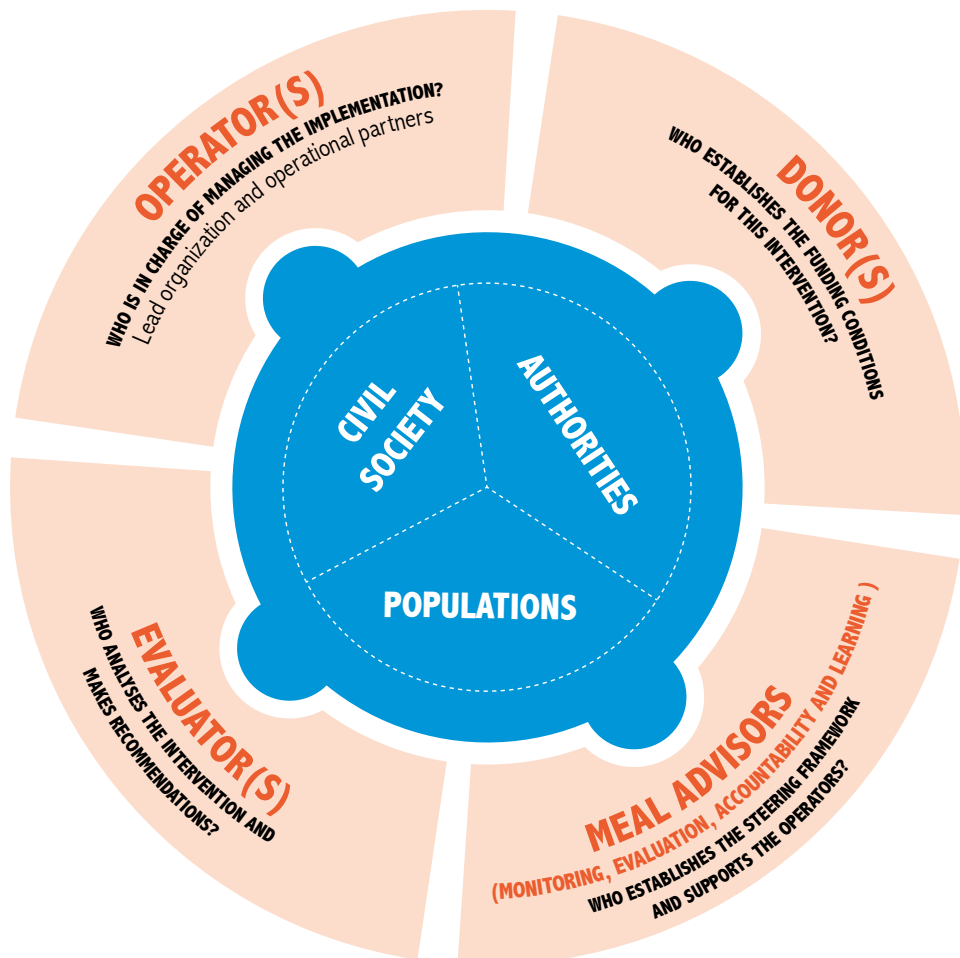 OPERATOR(S)
WHO IS IN CHARGE OF MANAGING THE IMPLEMENTATION?
Lead organization and operational partners
DONOR(S)
WHO ESTABLISHES THE FUNDING CONDITIONS
FOR THIS INTERVENTION?
CIVIL
SOCIETY
AUTHORITIES
POPULATIONS
EVALUATOR(S)
WHO ANALYSES THE INTERVENTION AND
MAKES RECOMMENDATIONS?
MEAL ADVISORS
(MONITORING, EVALUATION, ACCOUNTABILITY AND LEARNING )
WHO ESTABLISHES THE STEERING FRAMEWORK
AND SUPPORTS THE OPERATORS?